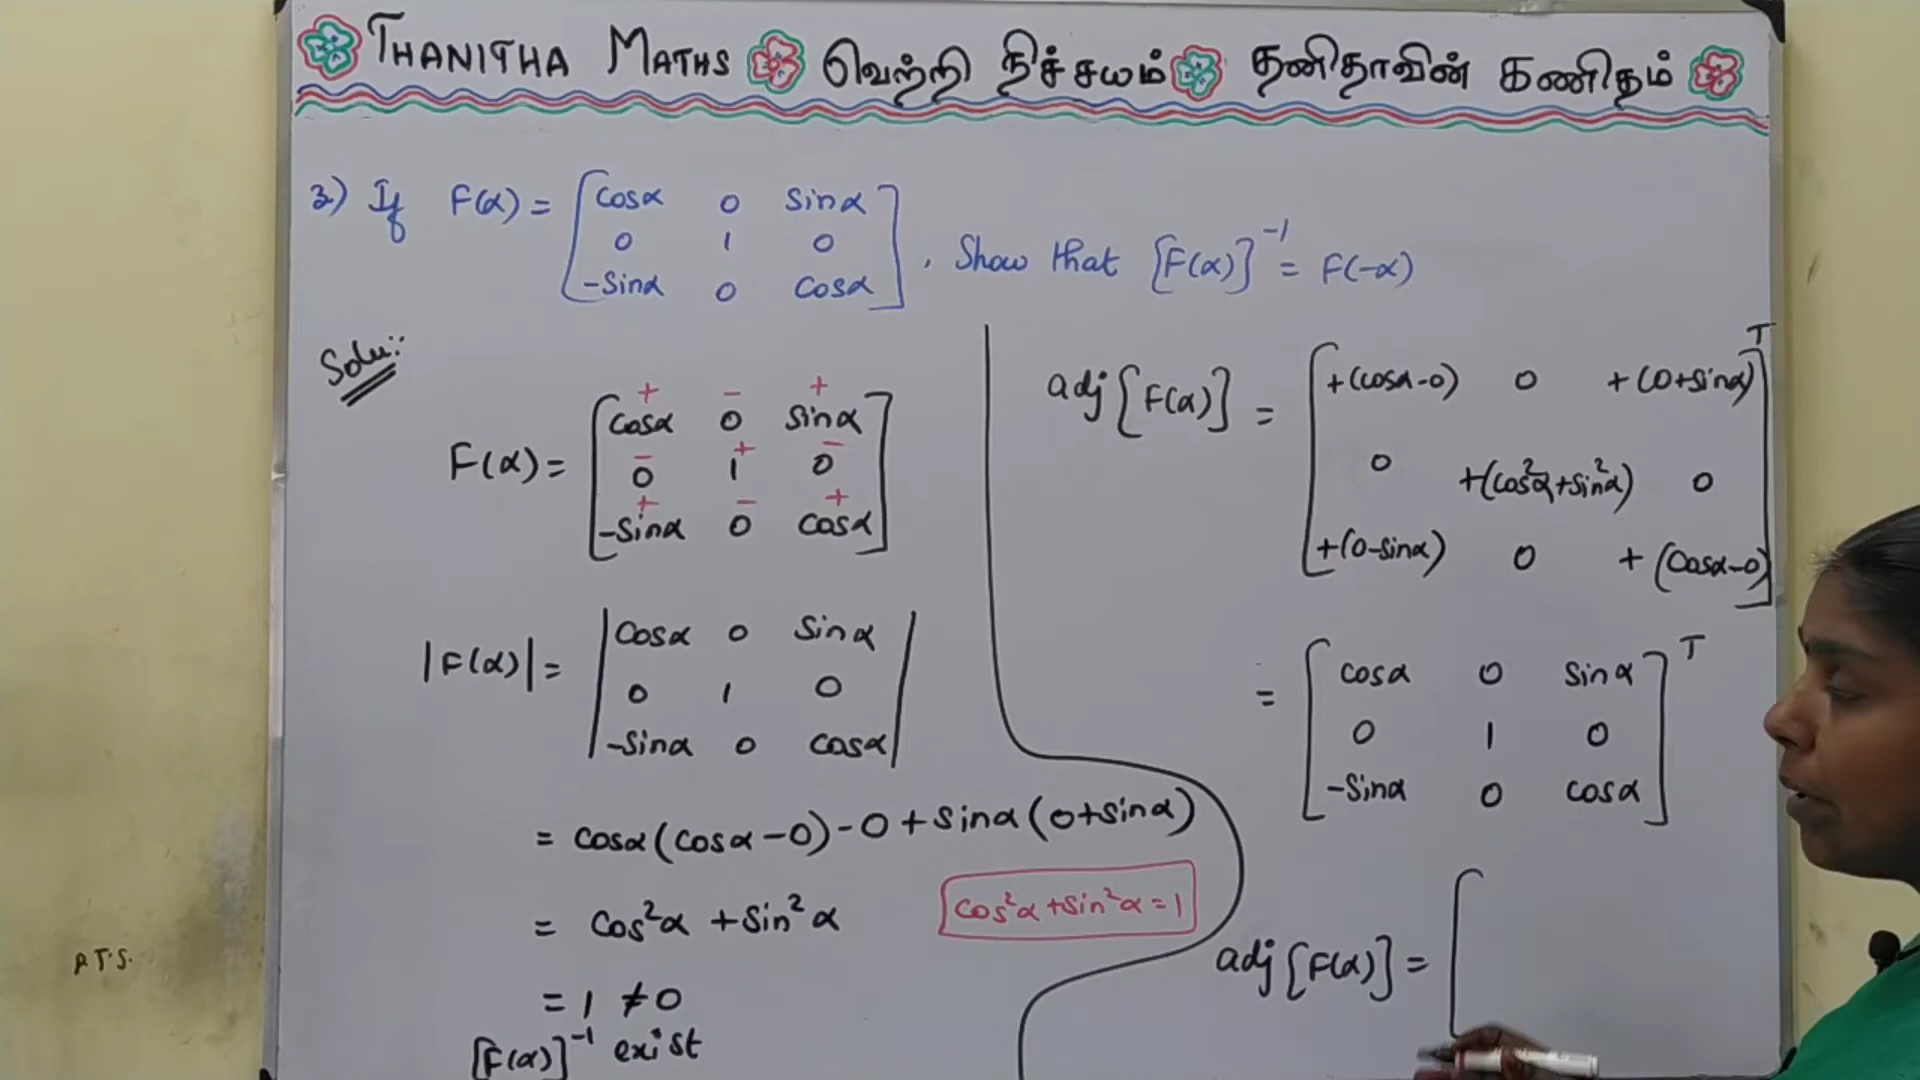 THANITHA MATHS வெற்றி நிச்சயம் தனிதாவின் கணிதம்
3) If F(α) = [cosα 0 sinα
0 1 0
-sinα 0 cosα], Show that [F(α)]⁻¹ = F(-α)
Solu:-
F(α) = [cosα 0 sinα
0 1 0
-sinα 0 cosα]
+ - +
- + -
+ - +
|F(α)| = |cosα 0 sinα
0 1 0
-sinα 0 cosα|
= cosα(cosα-0)-0+sinα(0+sinα)
= cos²α + sin²α
cos²α + sin²α = 1
= 1 ≠ 0
[F(α)]⁻¹ exist
adj[F(α)] = [+(cosα-0) 0 +(0+sinα)
0 +(cos²α+sin²α) 0
+(0-sinα) 0 +(cosα-0)]ᵀ
= [cosα 0 sinα
0 1 0
-sinα 0 cosα]ᵀ
adj[F(α)] = [
P.T.S.